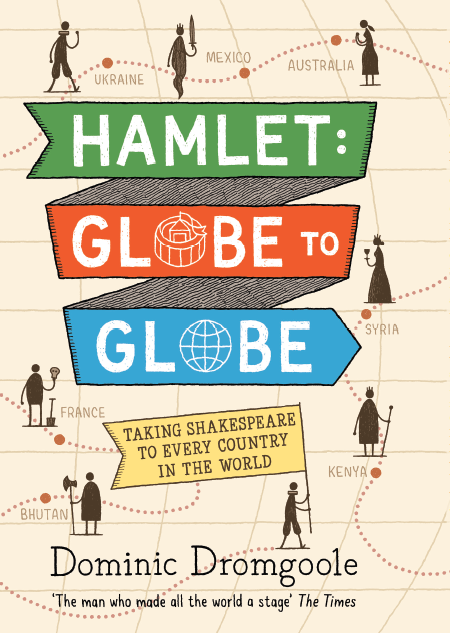 UKRAINE
MEXICO
AUSTRALIA
HAMLET:
GLOBE TO
GLOBE
SYRIA
FRANCE
TAKING SHAKESPEARE
TO EVERY COUNTRY
IN THE WORLD
KENYA
BHUTAN
Dominic Dromgoole
‘The man who made all the world a stage’ The Times